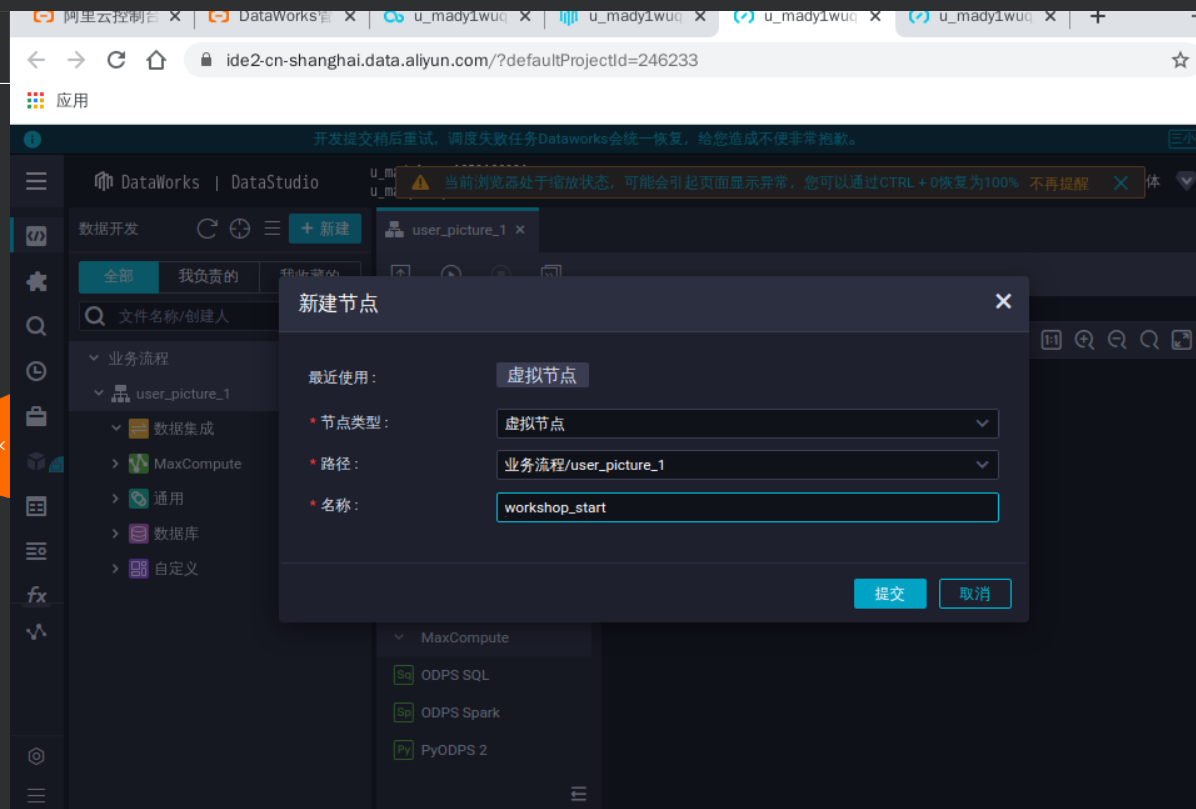 阿里云控制台
DataWorks管
u_mady1wuq
u_mady1wuq
u_mady1wuq
u_mady1wuq
ide2-cn-shanghai.data.aliyun.com/?defaultProjectId=246233
应用
开发提交稍后重试，调度失败任务Dataworks会统一恢复，给您造成不便非常抱歉。
DataWorks | DataStudio
当前浏览器处于缩放状态，可能会引起页面显示异常，您可以通过CTRL + 0恢复为100% 不再提醒
体
数据开发
+ 新建
user_picture_1
全部 我负责的 我收藏的
文件名称/创建人
业务流程
user_picture_1
数据集成
MaxCompute
通用
数据库
自定义
fx
1:1
新建节点
最近使用 : 虚拟节点
* 节点类型 : 虚拟节点
* 路径 : 业务流程/user_picture_1
* 名称 : workshop_start
提交 取消
MaxCompute
Sq ODPS SQL
Sp ODPS Spark
Py PyODPS 2